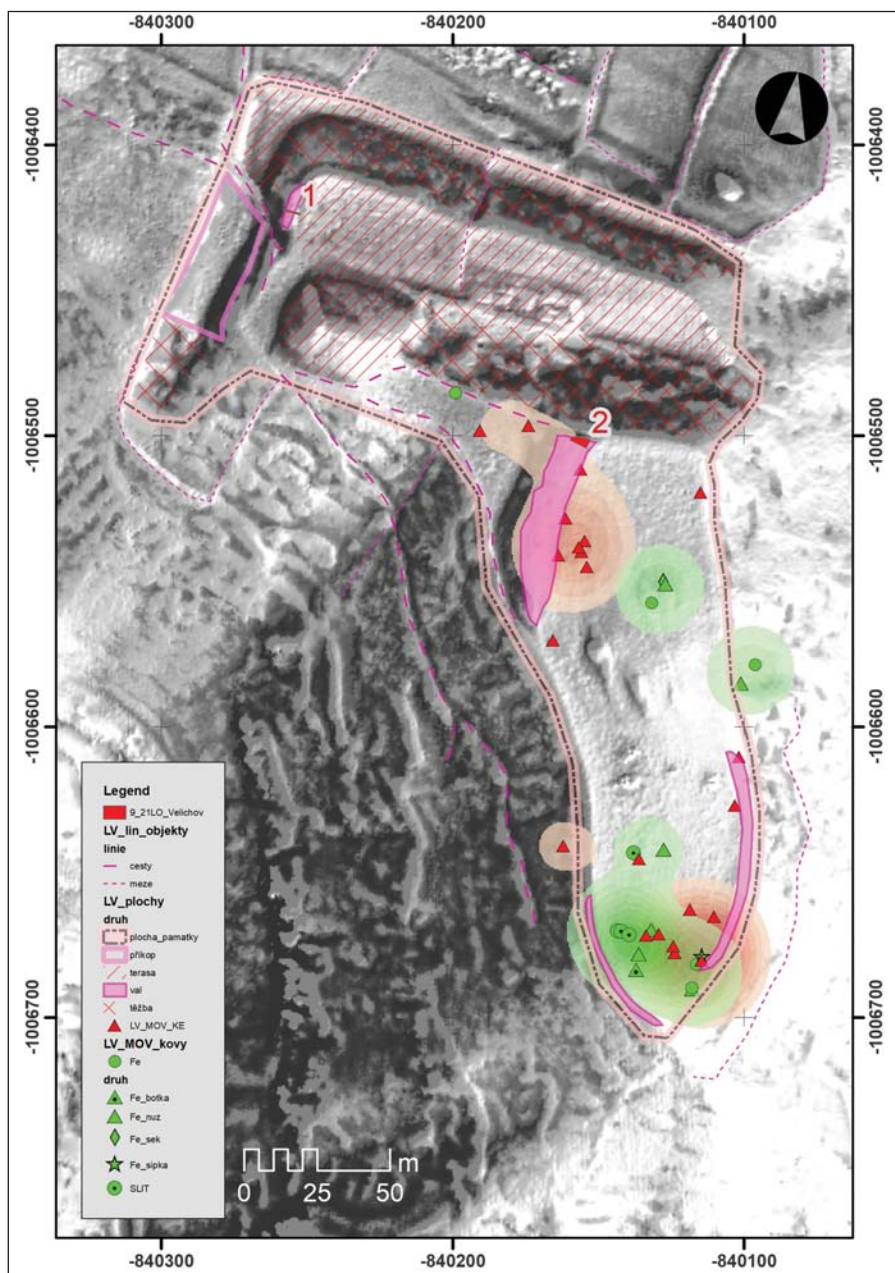 -840300 -840200 -840100
-1006400 -1006400
1
-1006500 -1006500
2
-1006600 -1006600
-1006700 -1006700
Legend
9_21LO_Velichov
LV_lin_objekty
linie
cesty
meze
LV_plochy
druh
plocha_pamatky
příkop
terasa
val
těžba
LV_MOV_KE
LV_MOV_kovy
Fe
druh
Fe_botka
Fe_nuz
Fe_sek
Fe_sipka
SLIT
m
0 25 50
-840300 -840200 -840100